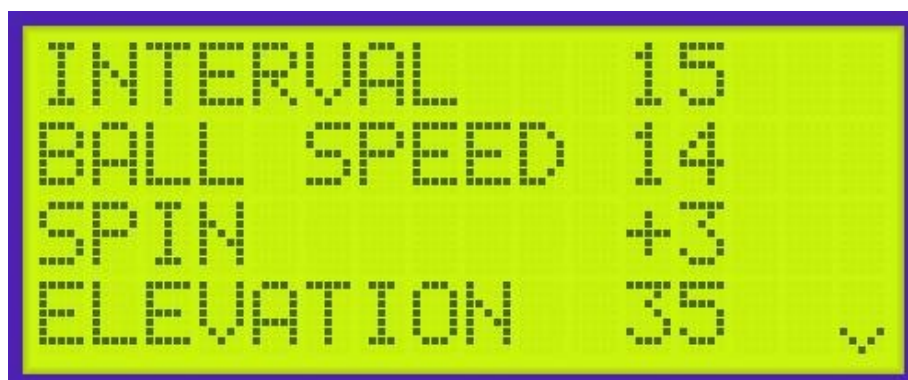 INTERVAL 15
BALL SPEED 14
SPIN +3
ELEVATION 35